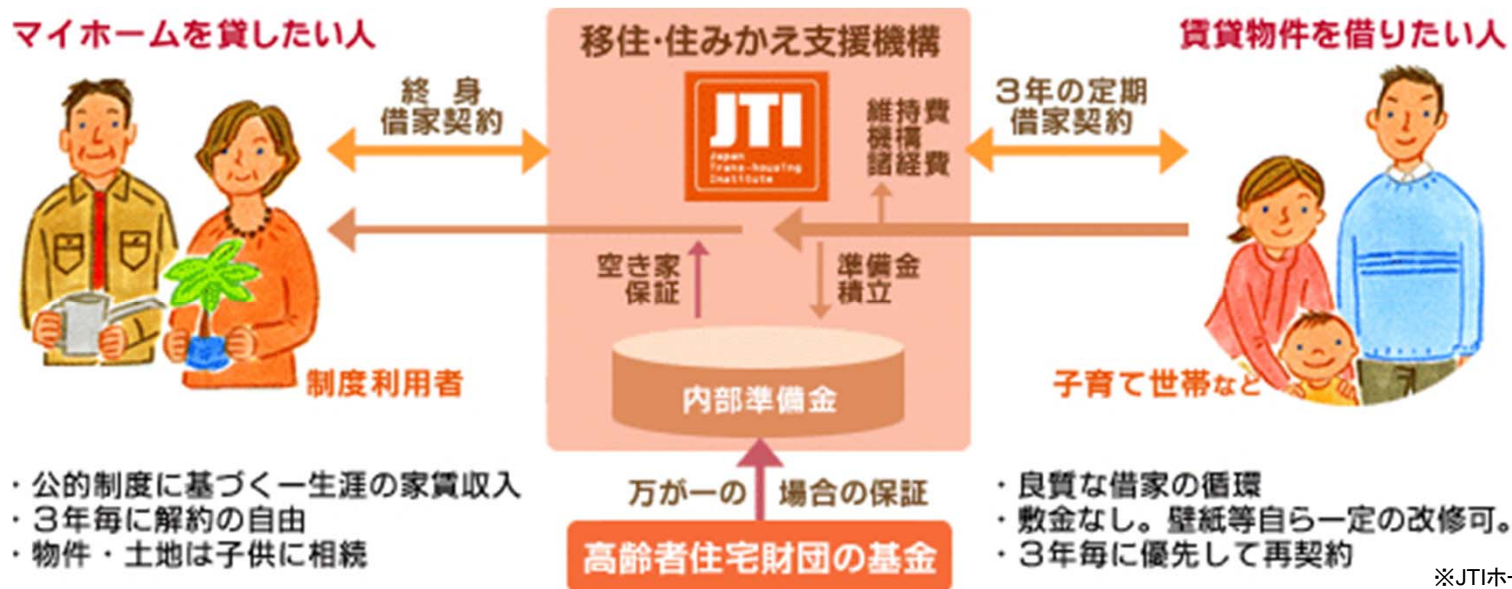 マイホームを貸したい人
終身
借家契約
制度利用者
・公的制度に基づく一生涯の家賃収入
・3年毎に解約の自由
・物件・土地は子供に相続
移住・住みかえ支援機構
JTI
Japan
Trans-housing
Institute
維持費
機構
諸経費
空き家
保証
準備金
積立
内部準備金
万が一の 場合の保証
高齢者住宅財団の基金
賃貸物件を借りたい人
3年の定期
借家契約
子育て世帯など
・良質な借家の循環
・敷金なし。壁紙等自ら一定の改修可。
・3年毎に優先して再契約
※JTIホー